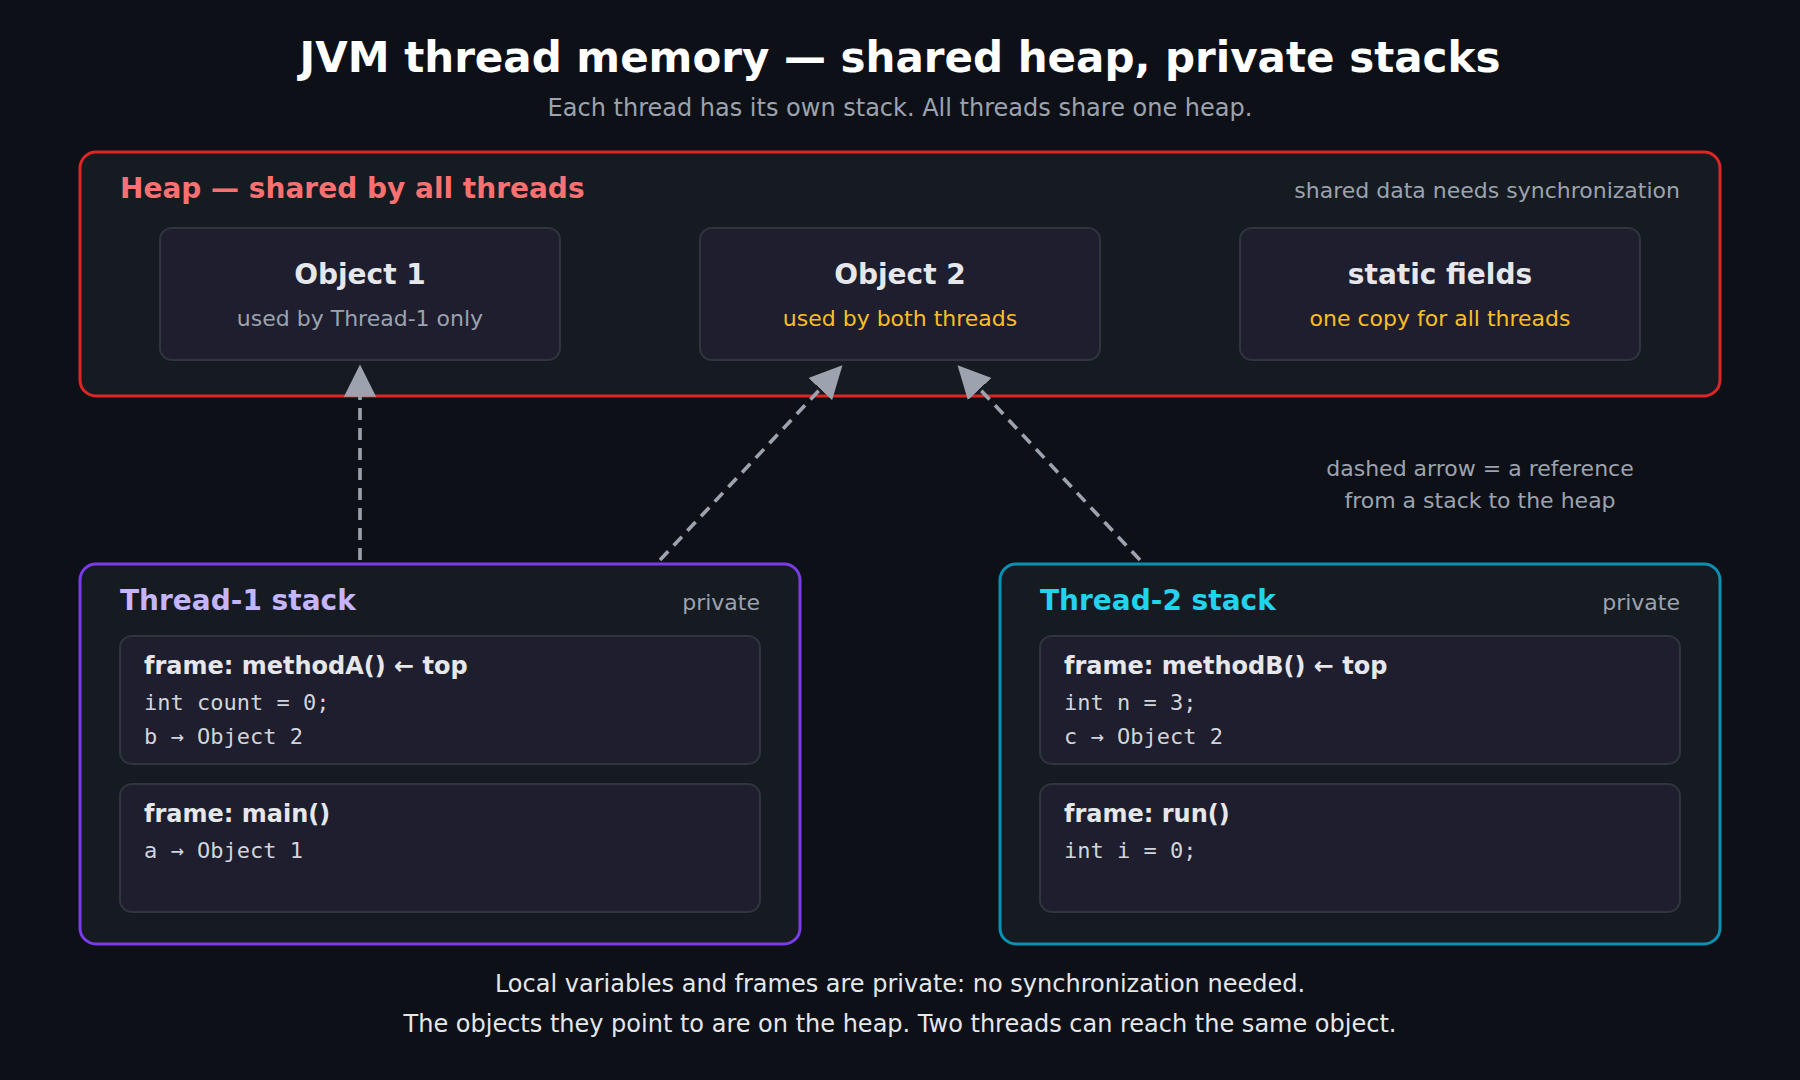 JVM thread memory — shared heap, private stacks
Each thread has its own stack. All threads share one heap.
Heap — shared by all threads
shared data needs synchronization
Object 1
used by Thread-1 only
Object 2
used by both threads
static fields
one copy for all threads
dashed arrow = a reference
from a stack to the heap
Thread-1 stack
private
frame: methodA() ← top
int count = 0;
b → Object 2
frame: main()
a → Object 1
Thread-2 stack
private
frame: methodB() ← top
int n = 3;
c → Object 2
frame: run()
int i = 0;
Local variables and frames are private: no synchronization needed.
The objects they point to are on the heap. Two threads can reach the same object.